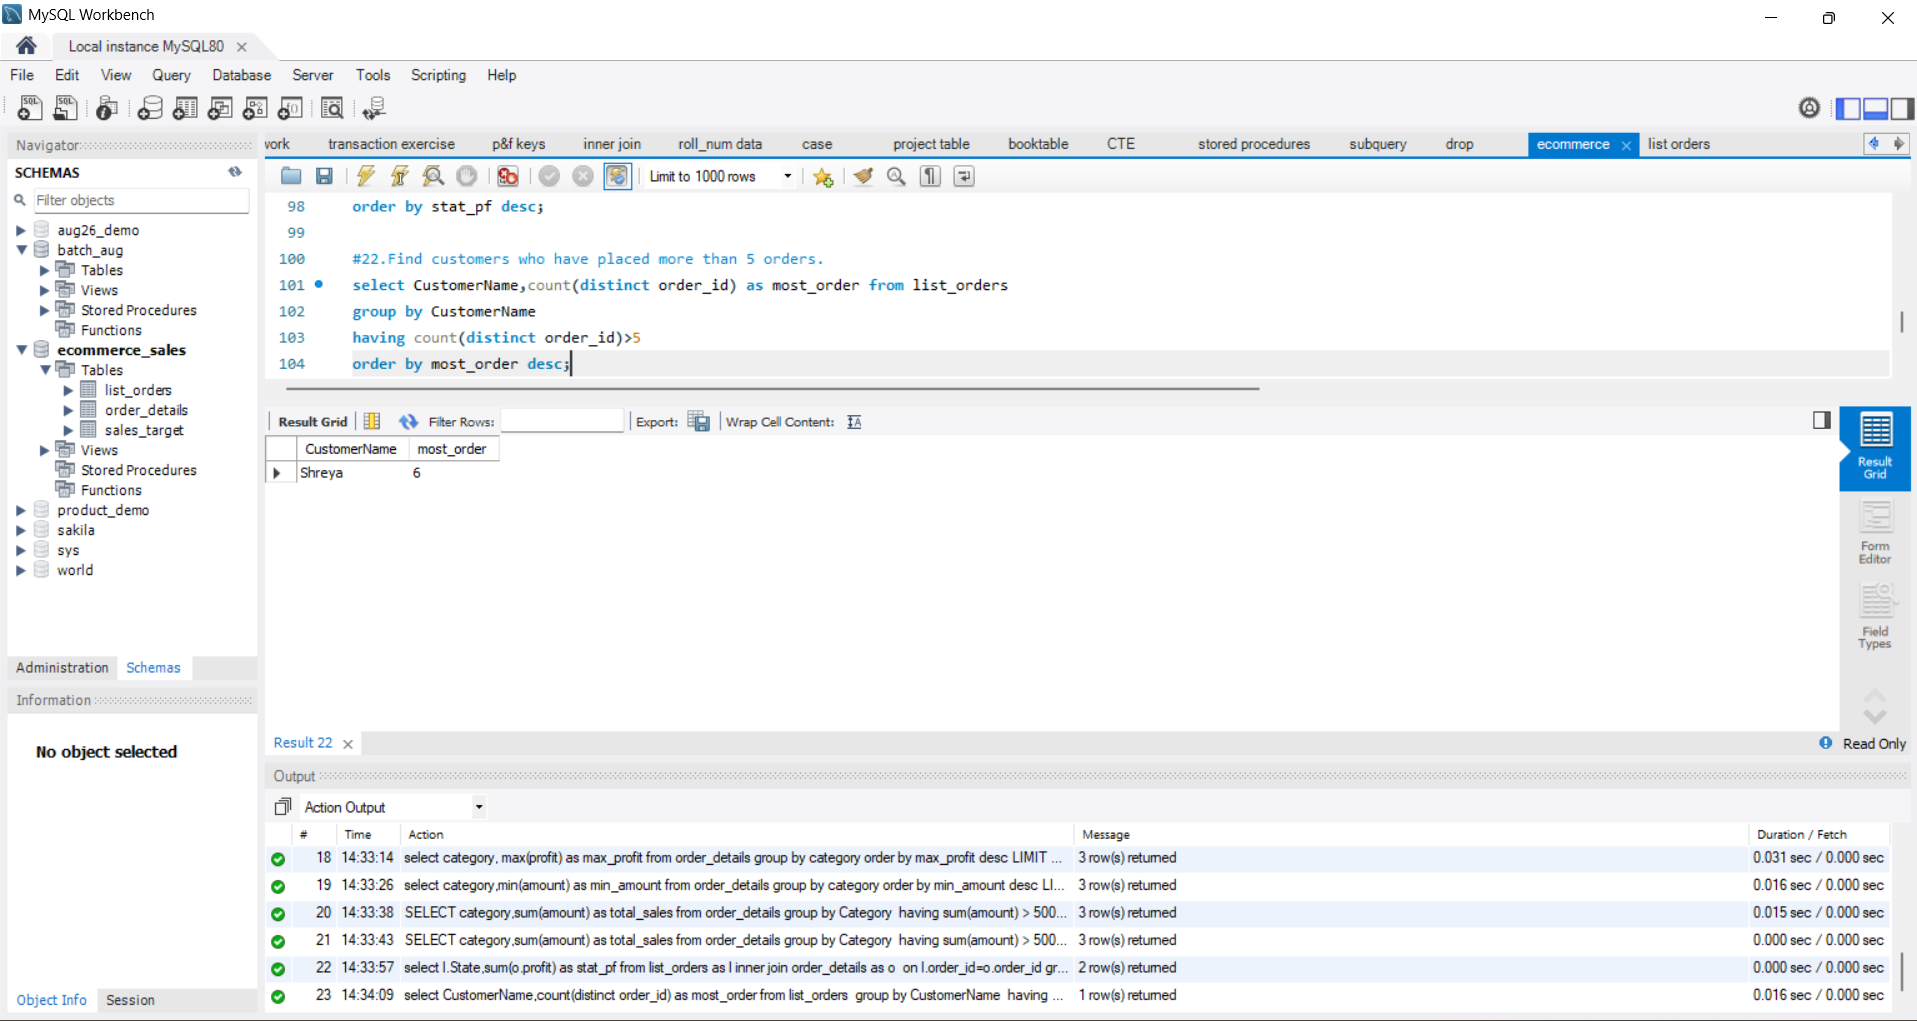 MySQL Workbench
Local instance MySQL80
File Edit View Query Database Server Tools Scripting Help
Navigator
SCHEMAS
Filter objects
aug26_demo
batch_aug
Tables
Views
Stored Procedures
Functions
ecommerce_sales
Tables
list_orders
order_details
sales_target
Views
Stored Procedures
Functions
product_demo
sakila
sys
world
Administration Schemas
Information
No object selected
Object Info Session
work transaction exercise p&f keys inner join roll_num data case project table booktable CTE stored procedures subquery drop ecommerce list orders
Limit to 1000 rows
98 order by stat_pf desc;
99
100 #22.Find customers who have placed more than 5 orders.
101 select CustomerName,count(distinct order_id) as most_order from list_orders
102 group by CustomerName
103 having count(distinct order_id)>5
104 order by most_order desc;
Result Grid Filter Rows: Export: Wrap Cell Content:
CustomerName most_order
Shreya 6
Result Grid
Form Editor
Field Types
Result 22
Read Only
Output
Action Output
# Time Action Message Duration / Fetch
18 14:33:14 select category, max(profit) as max_profit from order_details group by category order by max_profit desc LIMIT ... 3 row(s) returned 0.031 sec / 0.000 sec
19 14:33:26 select category,min(amount) as min_amount from order_details group by category order by min_amount desc LI... 3 row(s) returned 0.016 sec / 0.000 sec
20 14:33:38 SELECT category,sum(amount) as total_sales from order_details group by Category having sum(amount) > 500... 3 row(s) returned 0.015 sec / 0.000 sec
21 14:33:43 SELECT category,sum(amount) as total_sales from order_details group by Category having sum(amount) > 500... 3 row(s) returned 0.000 sec / 0.000 sec
22 14:33:57 select l.State,sum(o.profit) as stat_pf from list_orders as l inner join order_details as o on l.order_id=o.order_id gr... 2 row(s) returned 0.000 sec / 0.000 sec
23 14:34:09 select CustomerName,count(distinct order_id) as most_order from list_orders group by CustomerName having ... 1 row(s) returned 0.016 sec / 0.000 sec